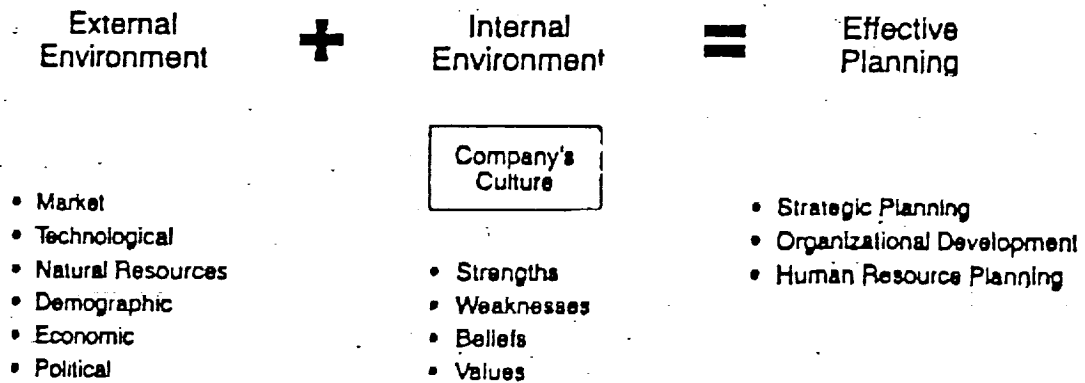 External Environment
+
Internal Environment
=
Effective Planning
Company's Culture
• Market
• Technological
• Natural Resources
• Demographic
• Economic
• Political
• Strengths
• Weaknesses
• Beliefs
• Values
• Strategic Planning
• Organizational Development
• Human Resource Planning